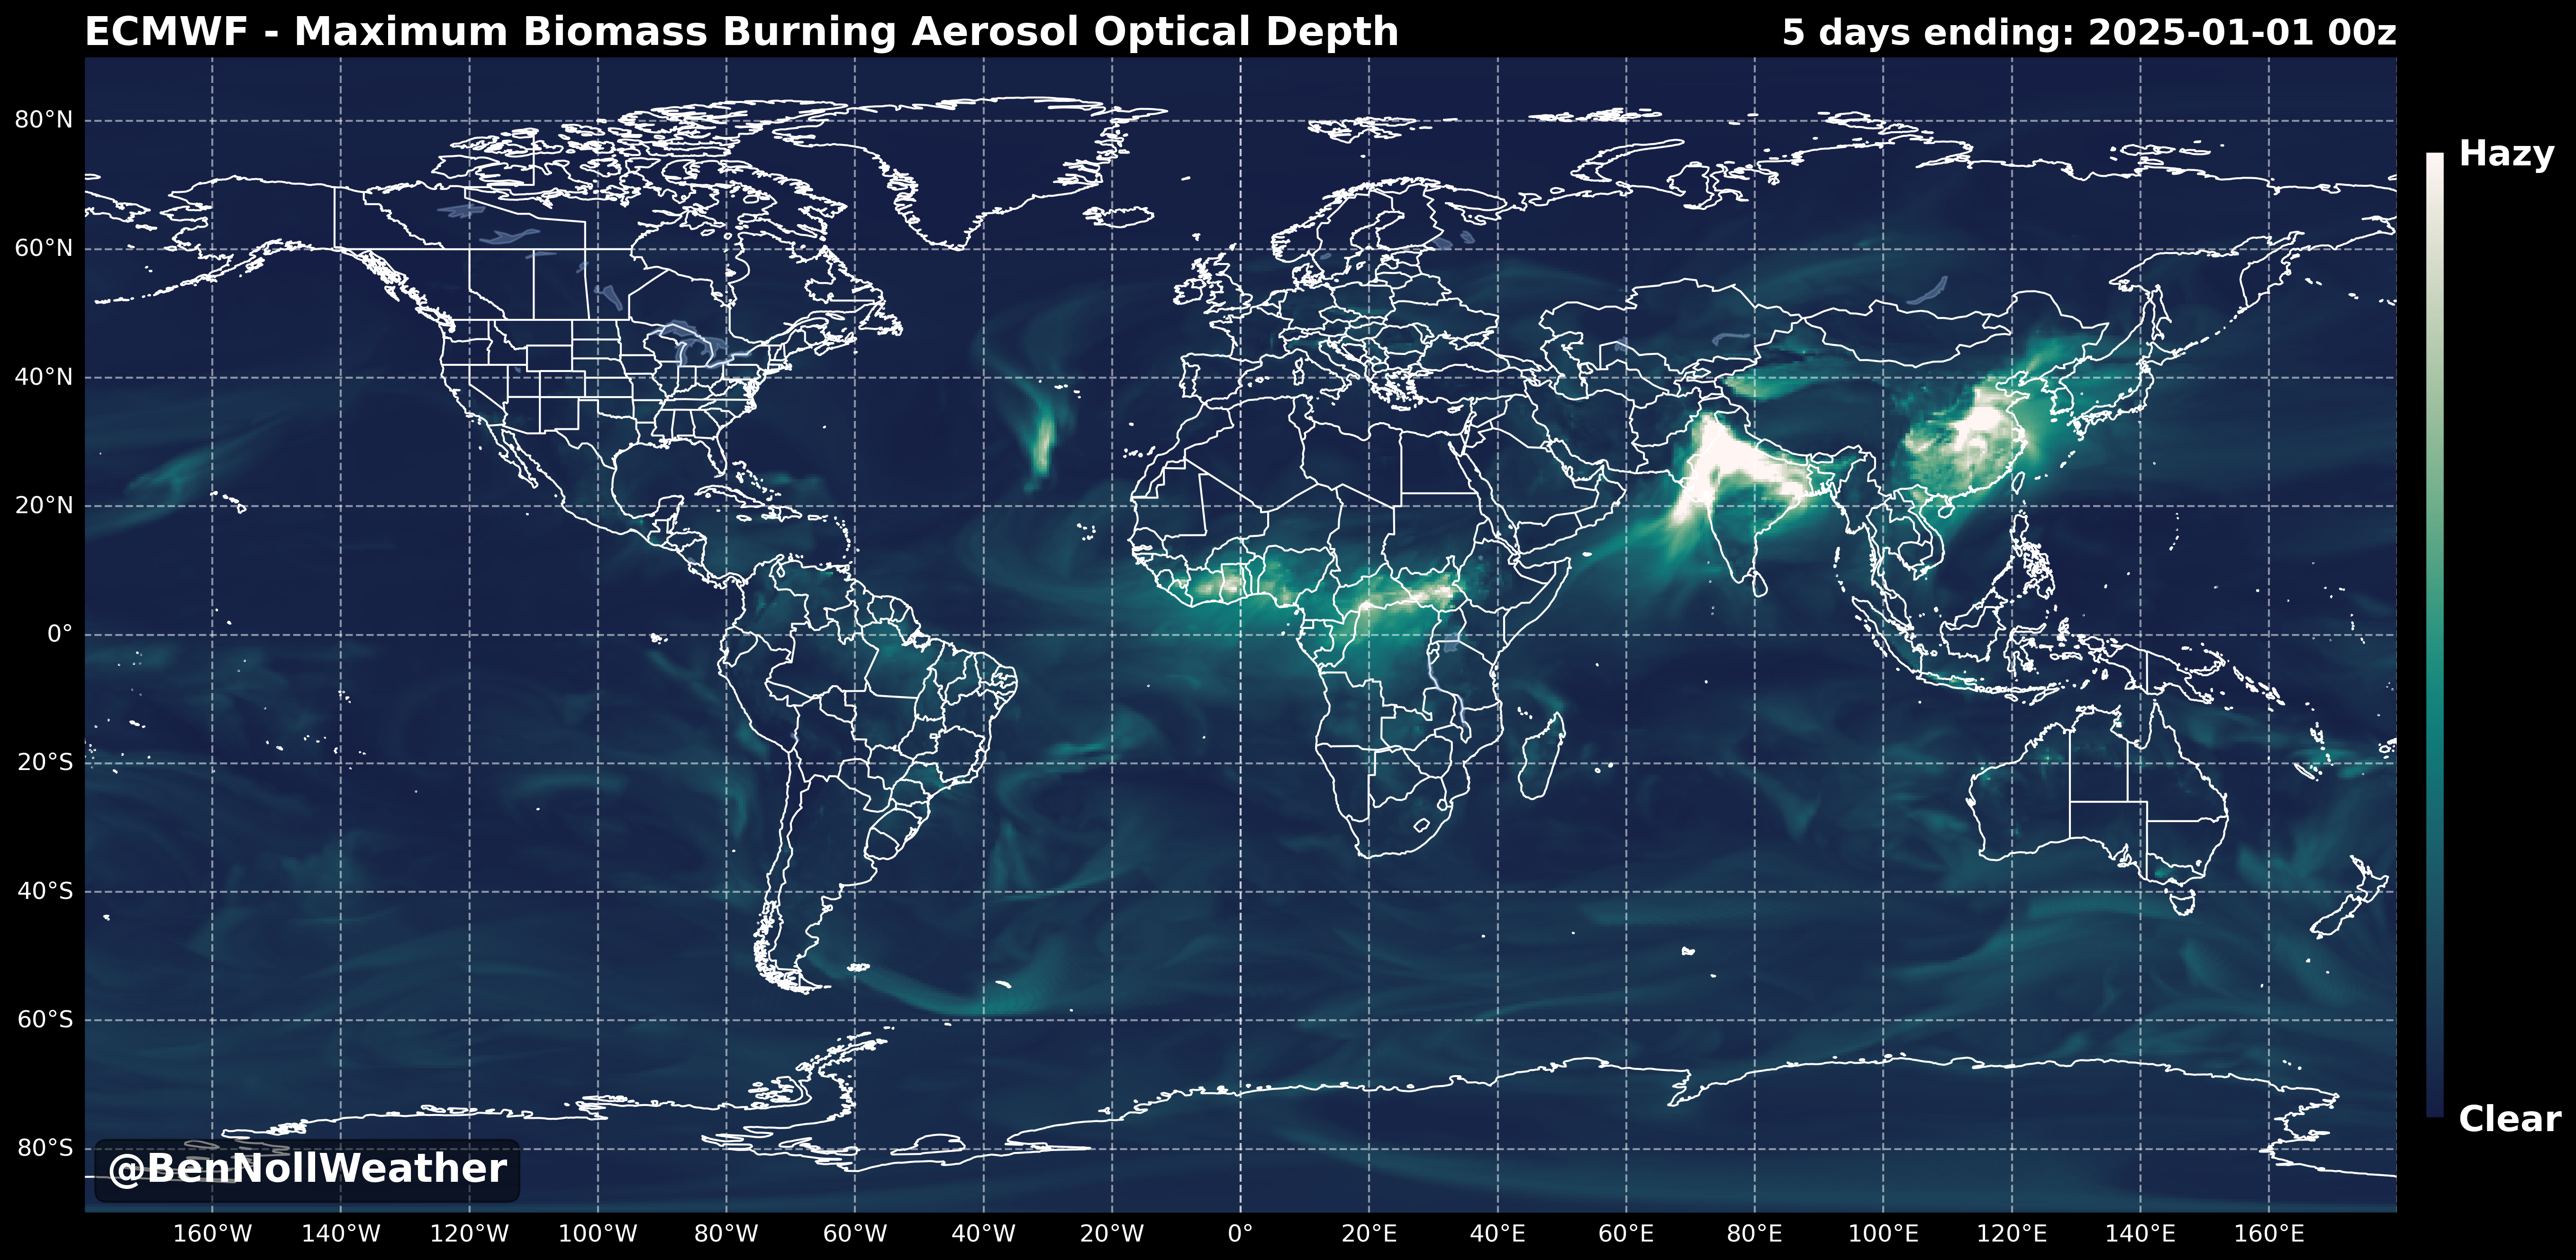 ECMWF - Maximum Biomass Burning Aerosol Optical Depth
5 days ending: 2025-01-01 00z
Hazy
Clear
80°N
60°N
40°N
20°N
0°
20°S
40°S
60°S
80°S
@BenNollWeather
160°W 140°W 120°W 100°W 80°W 60°W 40°W 20°W 0° 20°E 40°E 60°E 80°E 100°E 120°E 140°E 160°E